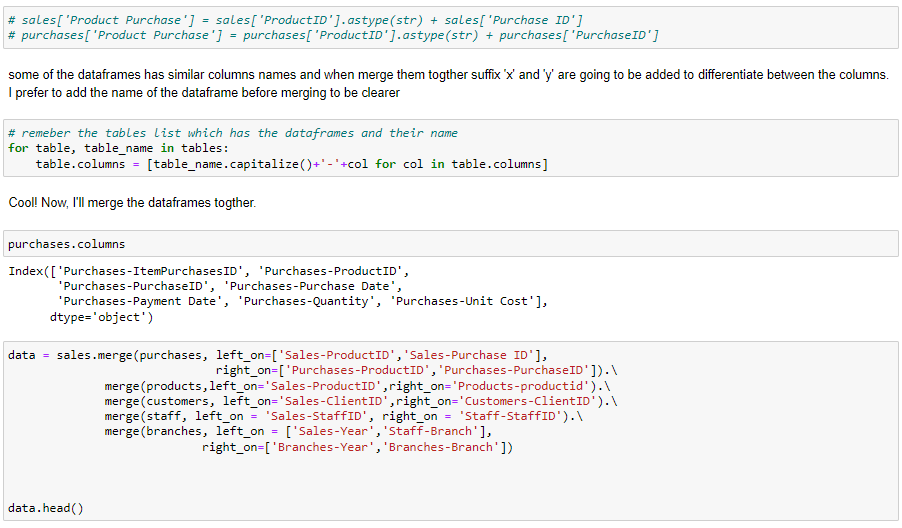 # sales['Product Purchase'] = sales['ProductID'].astype(str) + sales['Purchase ID']
# purchases['Product Purchase'] = purchases['ProductID'].astype(str) + purchases['PurchaseID']
some of the dataframes has similar columns names and when merge them togther suffix 'x' and 'y' are going to be added to differentiate between the columns.
I prefer to add the name of the dataframe before merging to be clearer
# remeber the tables list which has the dataframes and their name
for table, table_name in tables:
    table.columns = [table_name.capitalize()+'-'+col for col in table.columns]
Cool! Now, I'll merge the dataframes togther.
purchases.columns
Index(['Purchases-ItemPurchasesID', 'Purchases-ProductID',
       'Purchases-PurchaseID', 'Purchases-Purchase Date',
       'Purchases-Payment Date', 'Purchases-Quantity', 'Purchases-Unit Cost'],
      dtype='object')
data = sales.merge(purchases, left_on=['Sales-ProductID','Sales-Purchase ID'],
                              right_on=['Purchases-ProductID','Purchases-PurchaseID']).\
              merge(products,left_on='Sales-ProductID',right_on='Products-productid').\
              merge(customers, left_on='Sales-ClientID',right_on='Customers-ClientID').\
              merge(staff, left_on = 'Sales-StaffID', right_on = 'Staff-StaffID').\
              merge(branches, left_on = ['Sales-Year','Staff-Branch'],
                            right_on=['Branches-Year','Branches-Branch'])
data.head()